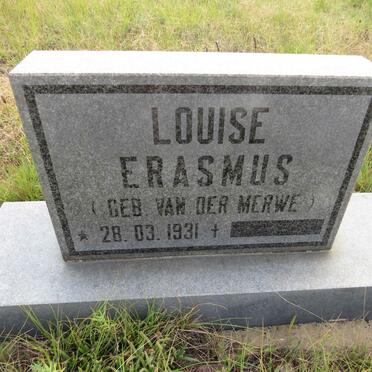 LOUISE
ERASMUS
(GEB. VAN DER MERWE)
* 28. 03. 1931 +